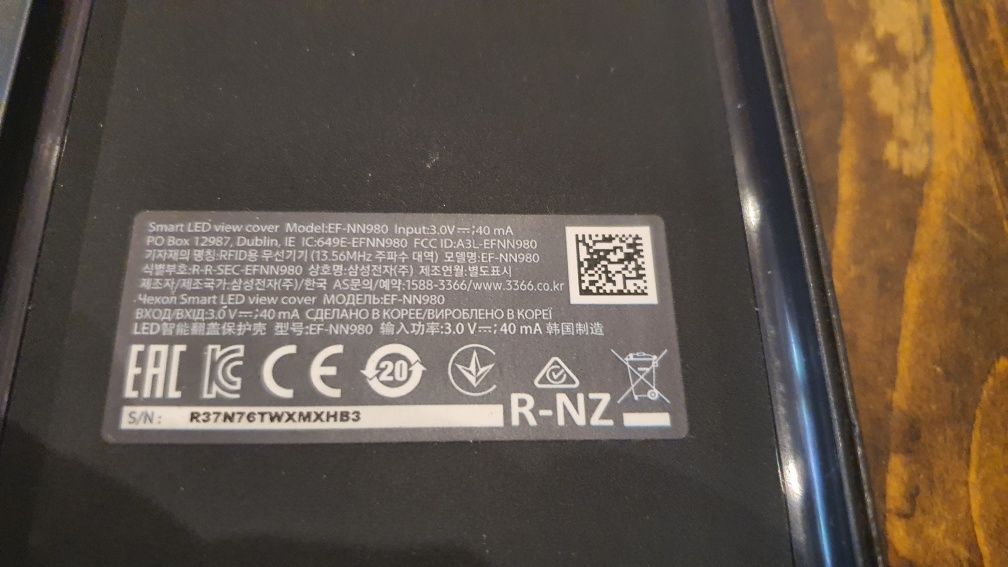 Smart LED view cover Model:EF-NN980 Input:3.0V⎓;40 mA
PO Box 12987, Dublin, IE IC:649E-EFNN980 FCC ID:A3L-EFNN980
기자재의 명칭:RFID용 무선기기 (13.56MHz 주파수 대역) 모델명:EF-NN980
식별부호:R-R-SEC-EFNN980 상호명:삼성전자(주) 제조연월:별도표시
제조자/제조국가:삼성전자(주)/한국 AS문의/예약:1588-3366/www.3366.co.kr
Чехол Smart LED view cover МОДЕЛЬ:EF-NN980
ВХОД/ВХІД:3.0 V⎓;40 mA СДЕЛАНО В КОРЕЕ/ВИРОБЛЕНО В КОРЕЇ
LED智能翻盖保护壳 型号:EF-NN980 输入功率:3.0 V⎓;40 mA 韩国制造
EAC KC CE 20
R-NZ
S/N: R37N76TWXMXHB3